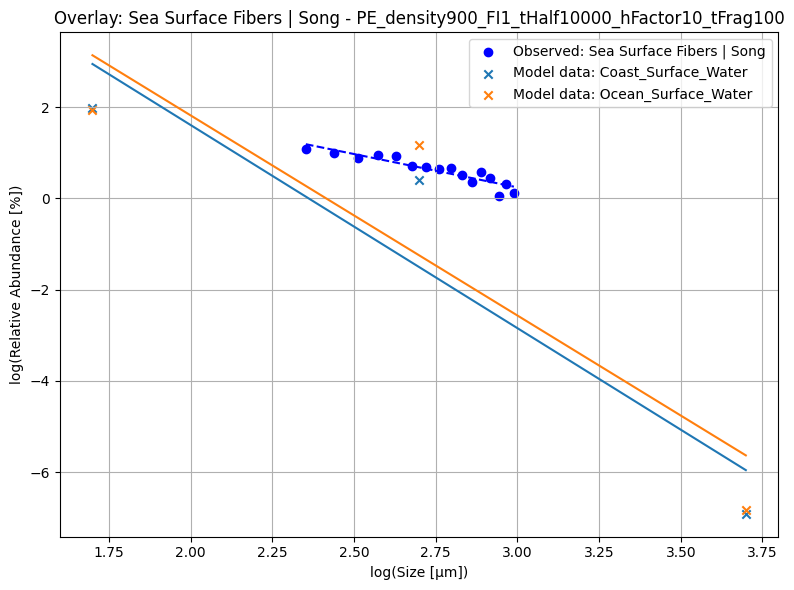 Overlay: Sea Surface Fibers | Song - PE_density900_FI1_tHalf10000_hFactor10_tFrag100
Observed: Sea Surface Fibers | Song
Model data: Coast_Surface_Water
Model data: Ocean_Surface_Water
log(Relative Abundance [%])
2
0
−2
−4
−6
1.75 2.00 2.25 2.50 2.75 3.00 3.25 3.50 3.75
log(Size [µm])